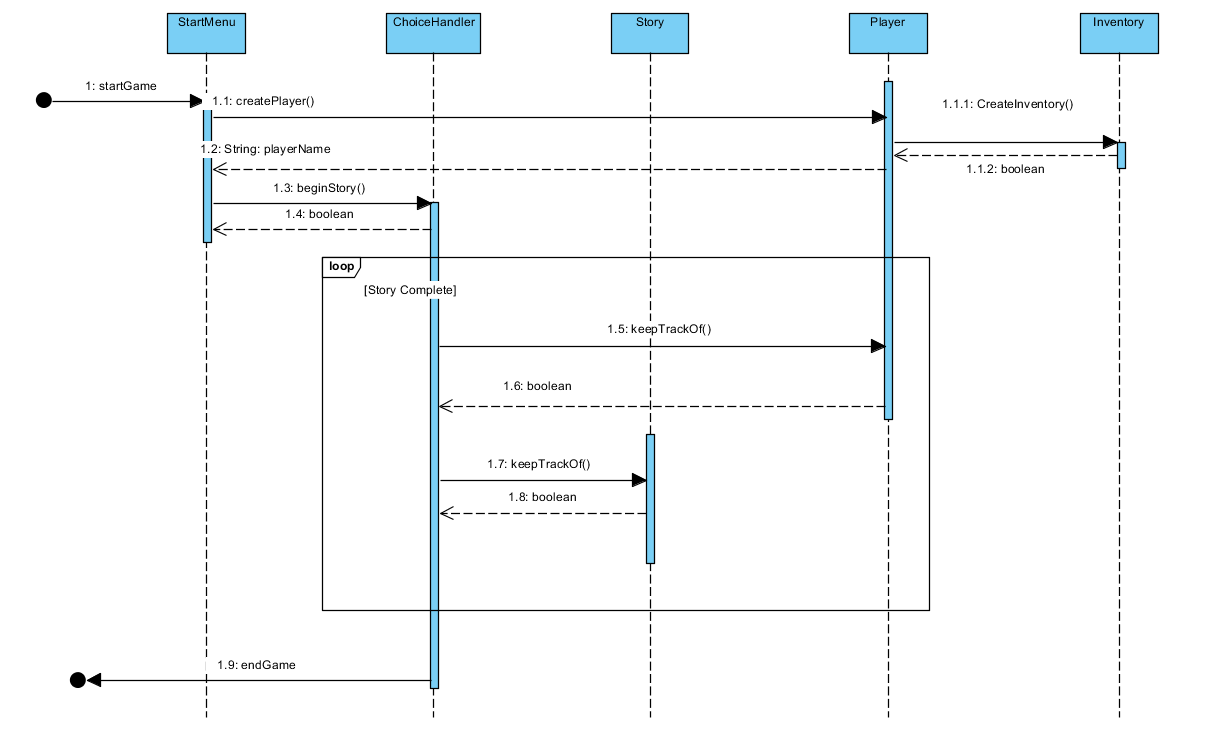 StartMenu
ChoiceHandler
Story
Player
Inventory
1: startGame
1.1: createPlayer()
1.1.1: CreateInventory()
1.2: String: playerName
1.1.2: boolean
1.3: beginStory()
1.4: boolean
loop
[Story Complete]
1.5: keepTrackOf()
1.6: boolean
1.7: keepTrackOf()
1.8: boolean
1.9: endGame